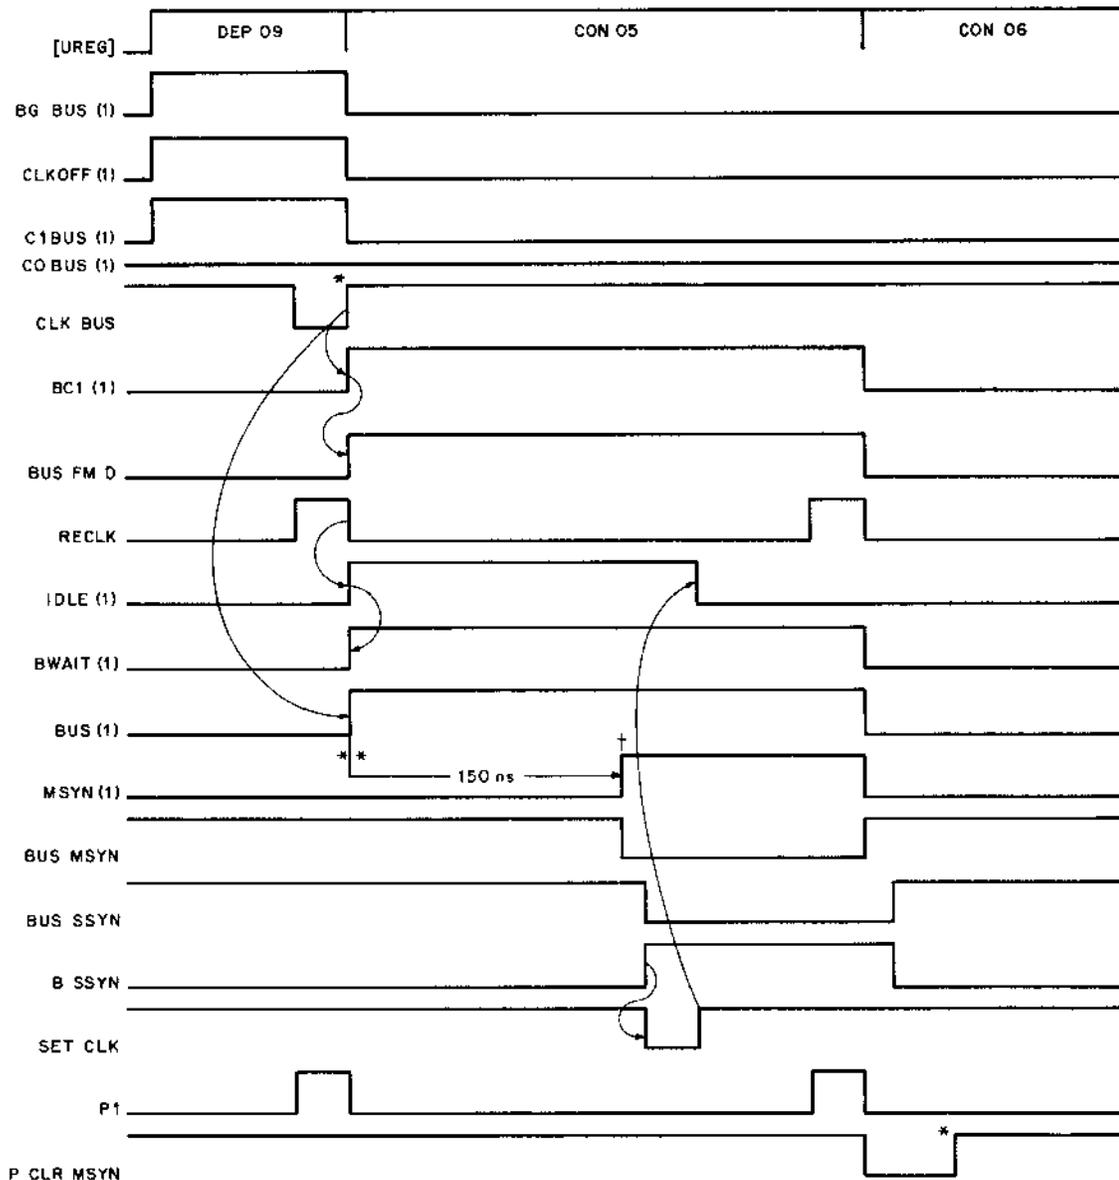 DEP 09 CON 05 CON 06
[UREG]
BG BUS (1)
CLKOFF (1)
C1BUS (1)
CO BUS (1)
*
CLK BUS
BC1 (1)
BUS FM D
RECLK
IDLE (1)
BWAIT (1)
BUS (1)
†
* *
150 ns
MSYN (1)
BUS MSYN
BUS SSYN
B SSYN
SET CLK
P1
*
P CLR MSYN